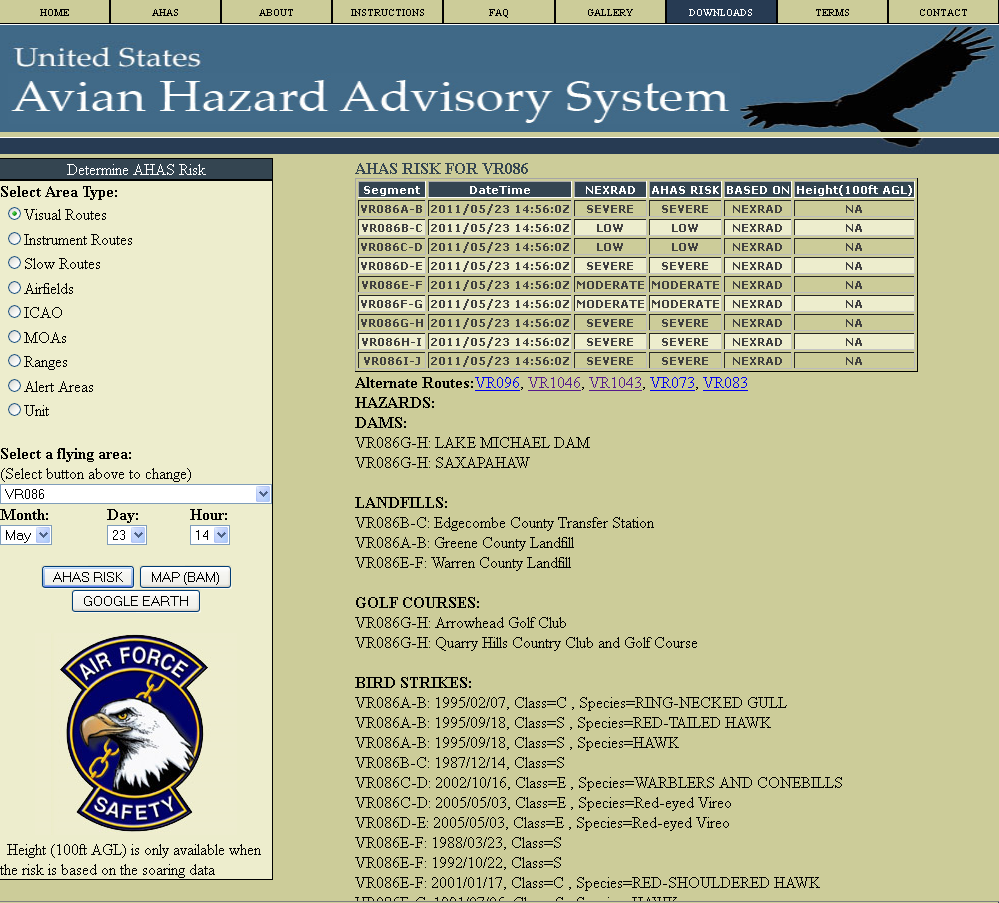 HOME AHAS ABOUT INSTRUCTIONS FAQ GALLERY DOWNLOADS TERMS CONTACT
United States
Avian Hazard Advisory System
Determine AHAS Risk
Select Area Type:
Visual Routes
Instrument Routes
Slow Routes
Airfields
ICAO
MOAs
Ranges
Alert Areas
Unit
Select a flying area:
(Select button above to change)
VR086
Month: Day: Hour:
May 23 14
AHAS RISK MAP (BAM)
GOOGLE EARTH
AIR FORCE
SAFETY
Height (100ft AGL) is only available when
the risk is based on the soaring data
AHAS RISK FOR VR086
Segment DateTime NEXRAD AHAS RISK BASED ON Height(100ft AGL)
VR086A-B 2011/05/23 14:56:0Z SEVERE SEVERE NEXRAD NA
VR086B-C 2011/05/23 14:56:0Z LOW LOW NEXRAD NA
VR086C-D 2011/05/23 14:56:0Z LOW LOW NEXRAD NA
VR086D-E 2011/05/23 14:56:0Z SEVERE SEVERE NEXRAD NA
VR086E-F 2011/05/23 14:56:0Z MODERATE MODERATE NEXRAD NA
VR086F-G 2011/05/23 14:56:0Z MODERATE MODERATE NEXRAD NA
VR086G-H 2011/05/23 14:56:0Z SEVERE SEVERE NEXRAD NA
VR086H-I 2011/05/23 14:56:0Z SEVERE SEVERE NEXRAD NA
VR086I-J 2011/05/23 14:56:0Z SEVERE SEVERE NEXRAD NA
Alternate Routes:VR096, VR1046, VR1043, VR073, VR083
HAZARDS:
DAMS:
VR086G-H: LAKE MICHAEL DAM
VR086G-H: SAXAPAHAW
LANDFILLS:
VR086B-C: Edgecombe County Transfer Station
VR086A-B: Greene County Landfill
VR086E-F: Warren County Landfill
GOLF COURSES:
VR086G-H: Arrowhead Golf Club
VR086G-H: Quarry Hills Country Club and Golf Course
BIRD STRIKES:
VR086A-B: 1995/02/07, Class=C , Species=RING-NECKED GULL
VR086A-B: 1995/09/18, Class=S , Species=RED-TAILED HAWK
VR086A-B: 1995/09/18, Class=S , Species=HAWK
VR086B-C: 1987/12/14, Class=S
VR086C-D: 2002/10/16, Class=E , Species=WARBLERS AND CONEBILLS
VR086C-D: 2005/05/03, Class=E , Species=Red-eyed Vireo
VR086D-E: 2005/05/03, Class=E , Species=Red-eyed Vireo
VR086E-F: 1988/03/23, Class=S
VR086E-F: 1992/10/22, Class=S
VR086E-F: 2001/01/17, Class=C , Species=RED-SHOULDERED HAWK